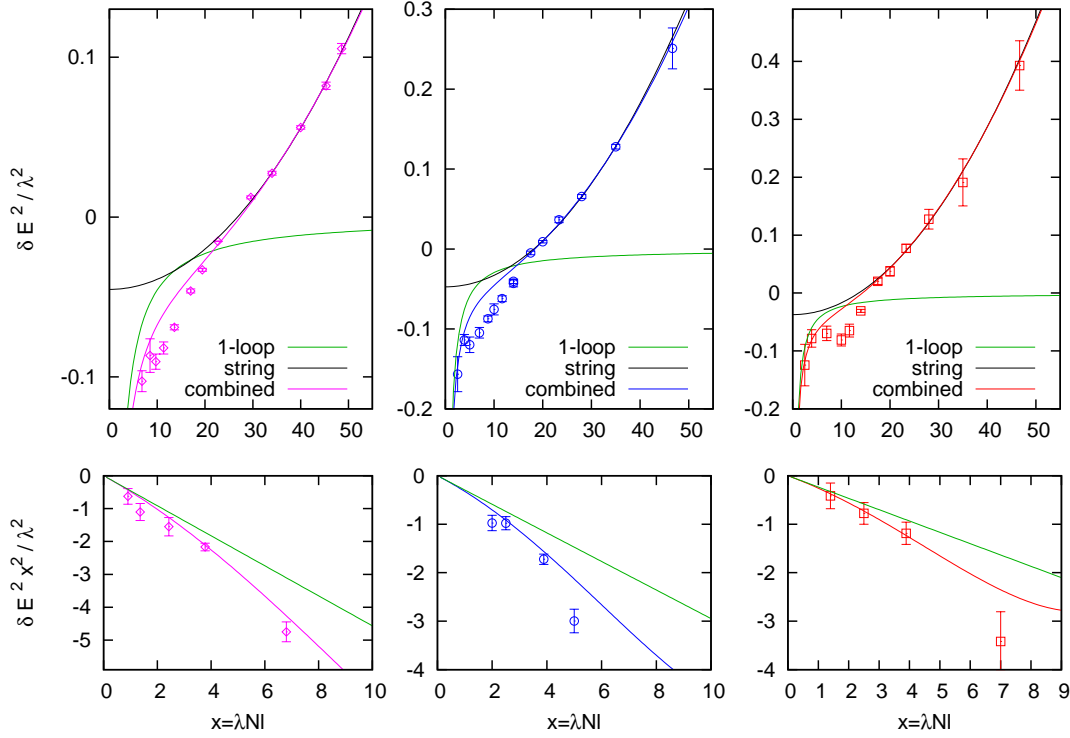 δ E² / λ²
0.1
0
-0.1
1-loop
string
combined
0 10 20 30 40 50
0.3
0.2
0.1
0
-0.1
-0.2
1-loop
string
combined
0 10 20 30 40 50
0.4
0.3
0.2
0.1
0
-0.1
-0.2
1-loop
string
combined
0 10 20 30 40 50
δ E² x² / λ²
0
-1
-2
-3
-4
-5
0 2 4 6 8 10
x=λNl
0
-1
-2
-3
-4
0 2 4 6 8 10
x=λNl
0
-1
-2
-3
-4
0 1 2 3 4 5 6 7 8 9
x=λNl